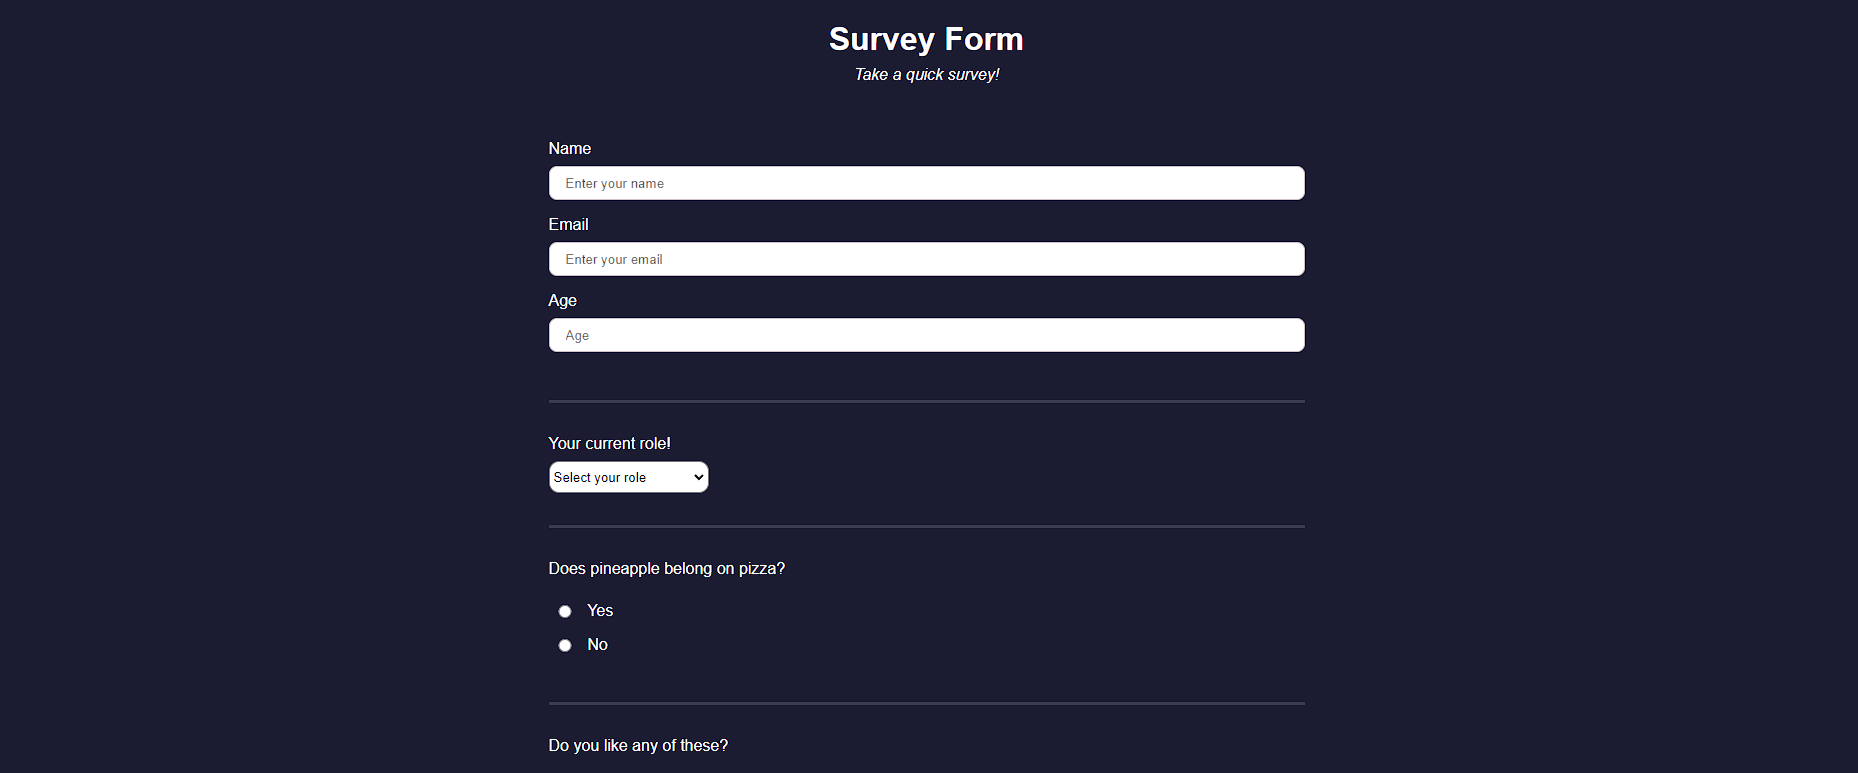 Survey Form
Take a quick survey!
Name
Enter your name
Email
Enter your email
Age
Age
Your current role!
Select your role
Does pineapple belong on pizza?
Yes
No
Do you like any of these?